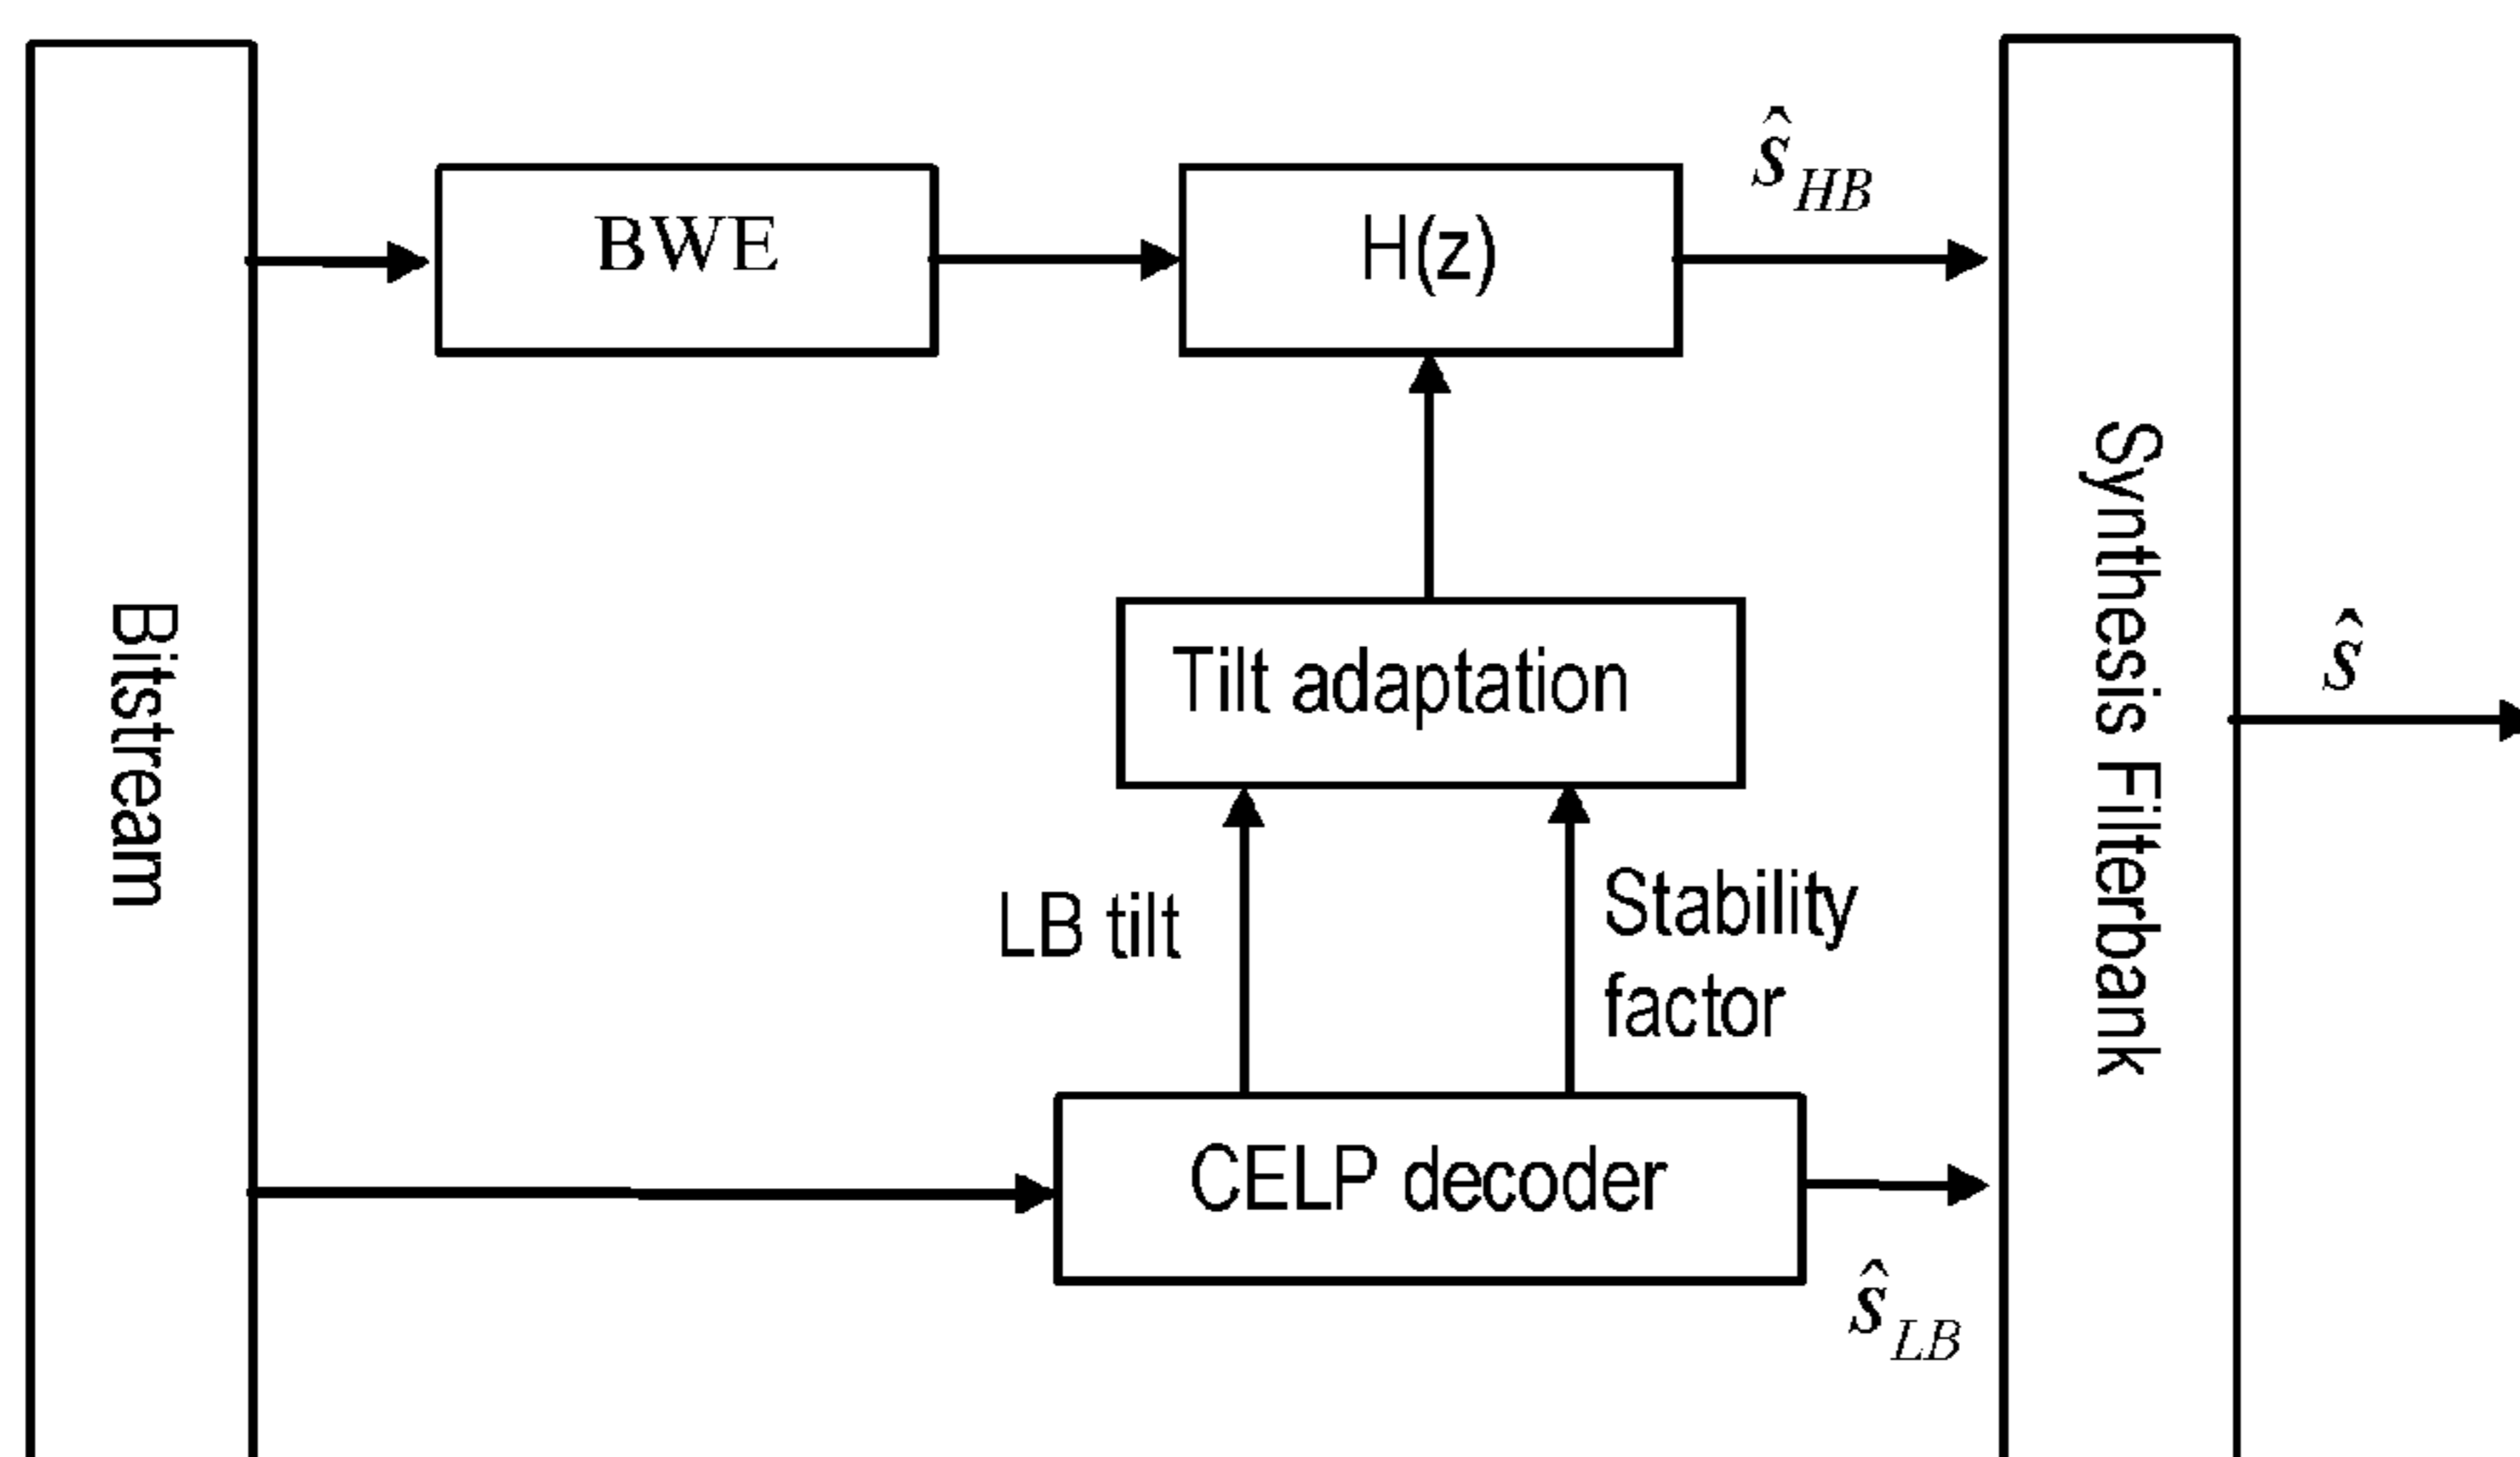 Bitstream
BWE
H(z)
ŝ_HB
Tilt adaptation
LB tilt
Stability
factor
CELP decoder
ŝ_LB
Synthesis Filterbank
ŝ